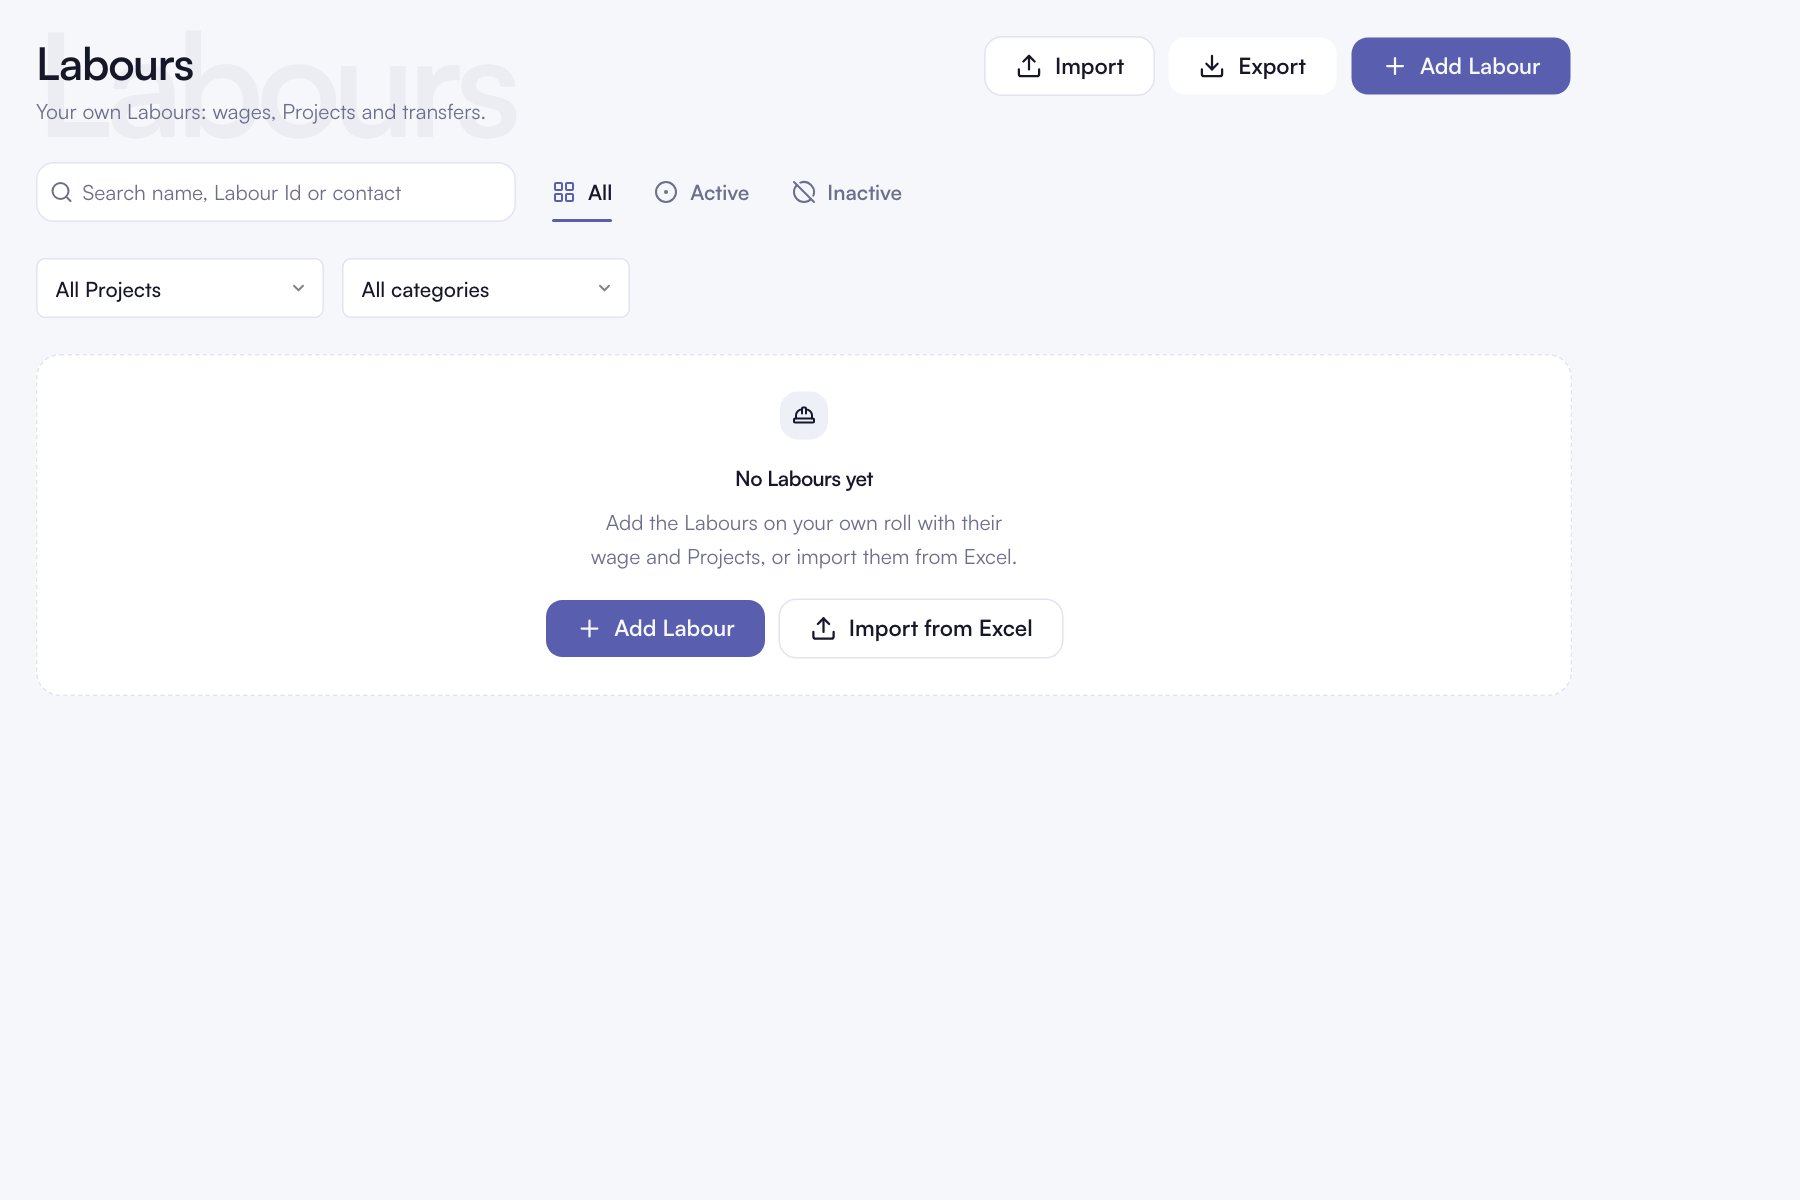 Labours
Labours
Your own Labours: wages, Projects and transfers.
Import
Export
Add Labour
Search name, Labour Id or contact
All
Active
Inactive
All Projects
All categories
No Labours yet
Add the Labours on your own roll with their
wage and Projects, or import them from Excel.
Add Labour
Import from Excel